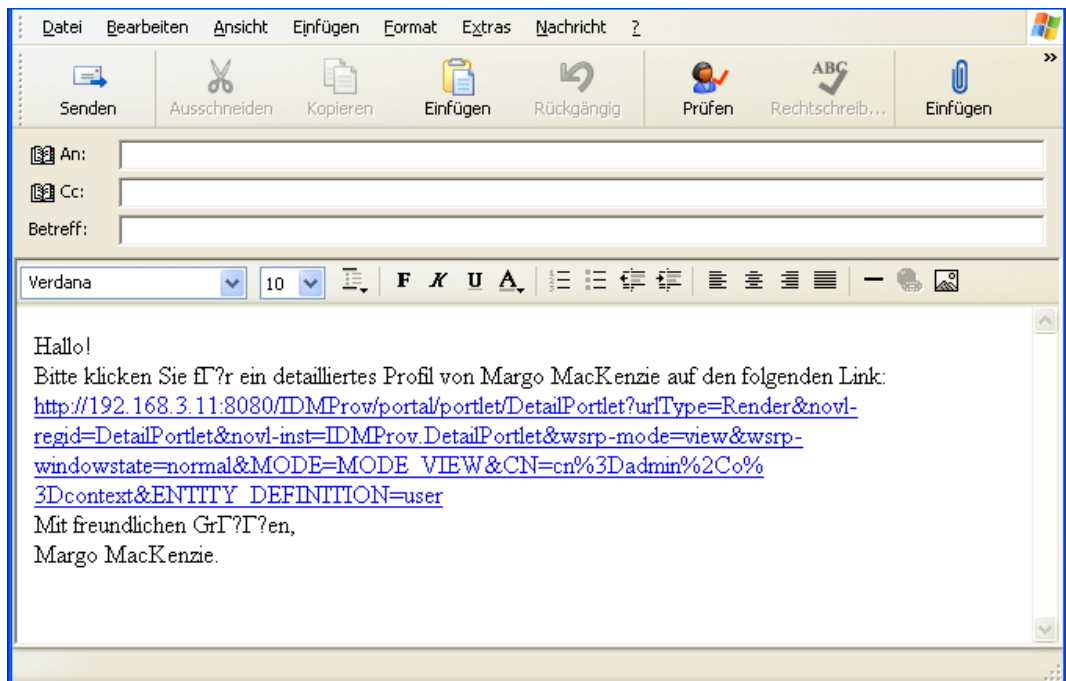 Datei Bearbeiten Ansicht Einfügen Format Extras Nachricht ?
»
ABC
Senden Ausschneiden Kopieren Einfügen Rückgängig Prüfen Rechtschreib... Einfügen
An:
Cc:
Betreff:
Verdana 10 F K U A
Hallo!
Bitte klicken Sie fГ?r ein detailliertes Profil von Margo MacKenzie auf den folgenden Link:
http://192.168.3.11:8080/IDMProv/portal/portlet/DetailPortlet?urlType=Render&novl-
regid=DetailPortlet&novl-inst=IDMProv.DetailPortlet&wsrp-mode=view&wsrp-
windowstate=normal&MODE=MODE_VIEW&CN=cn%3Dadmin%2Co%
3Dcontext&ENTITY_DEFINITION=user
Mit freundlichen GrГ?Г?en,
Margo MacKenzie.